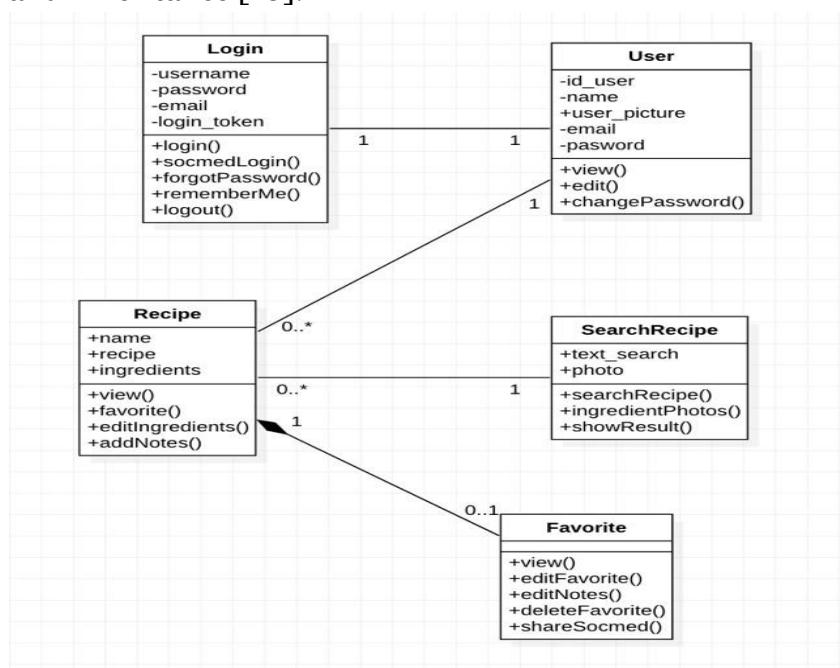 Login
-username
-password
-email
-login_token
+login()
+socmedLogin()
+forgotPassword()
+rememberMe()
+logout()
1
1
User
-id_user
-name
+user_picture
-email
-pasword
+view()
+edit()
+changePassword()
1
0..*
Recipe
+name
+recipe
+ingredients
+view()
+favorite()
+editIngredients()
+addNotes()
0..*
1
SearchRecipe
+text_search
+photo
+searchRecipe()
+ingredientPhotos()
+showResult()
1
0..1
Favorite
+view()
+editFavorite()
+editNotes()
+deleteFavorite()
+shareSocmed()